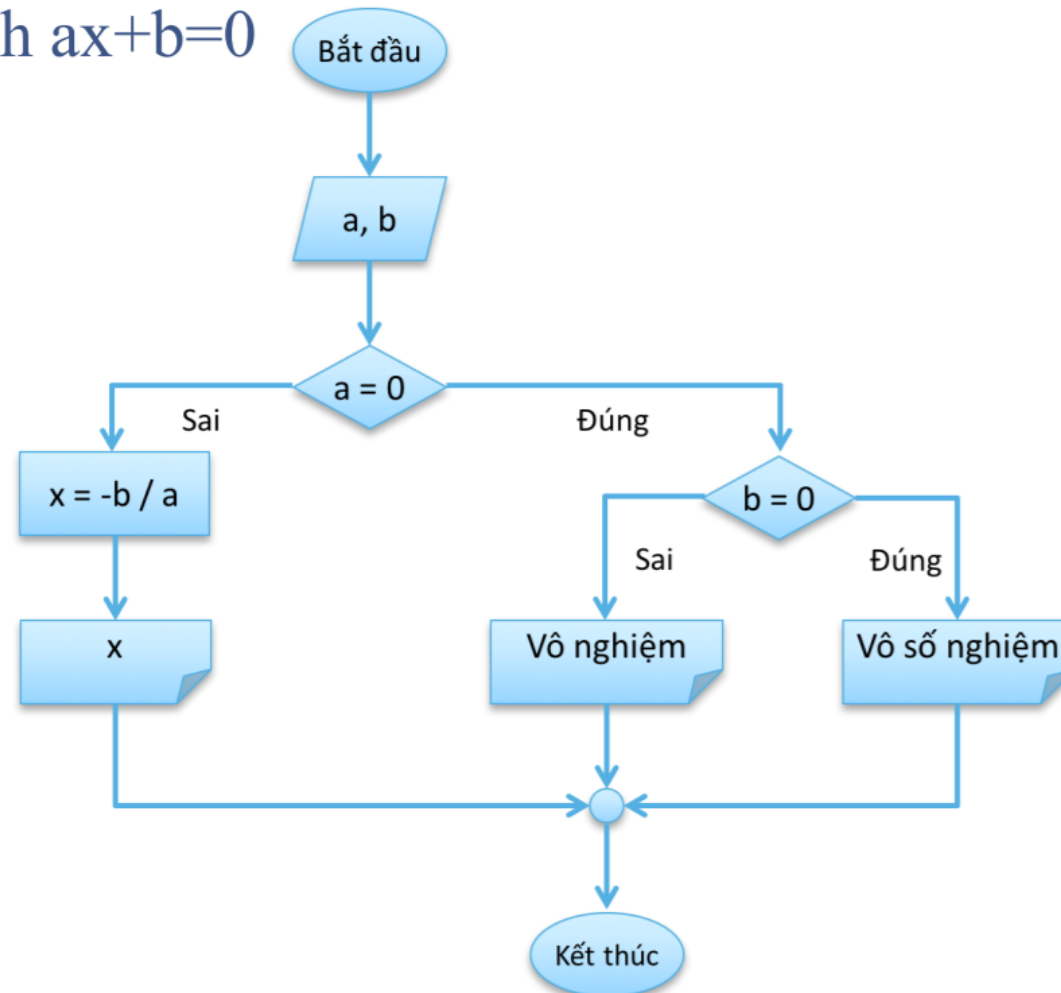 h ax+b=0
Bắt đầu
a, b
a = 0
Sai
Đúng
x = -b / a
b = 0
Sai
Đúng
x
Vô nghiệm
Vô số nghiệm
Kết thúc